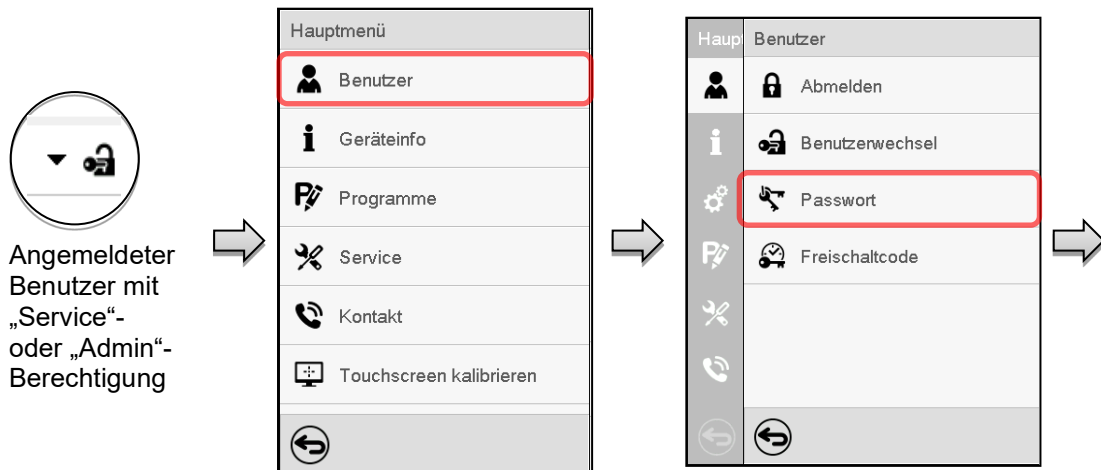 Angemeldeter
Benutzer mit
„Service“-
oder „Admin“-
Berechtigung
Hauptmenü
Benutzer
Geräteinfo
Programme
Service
Kontakt
Touchscreen kalibrieren
Haupt
Benutzer
Abmelden
Benutzerwechsel
Passwort
Freischaltcode